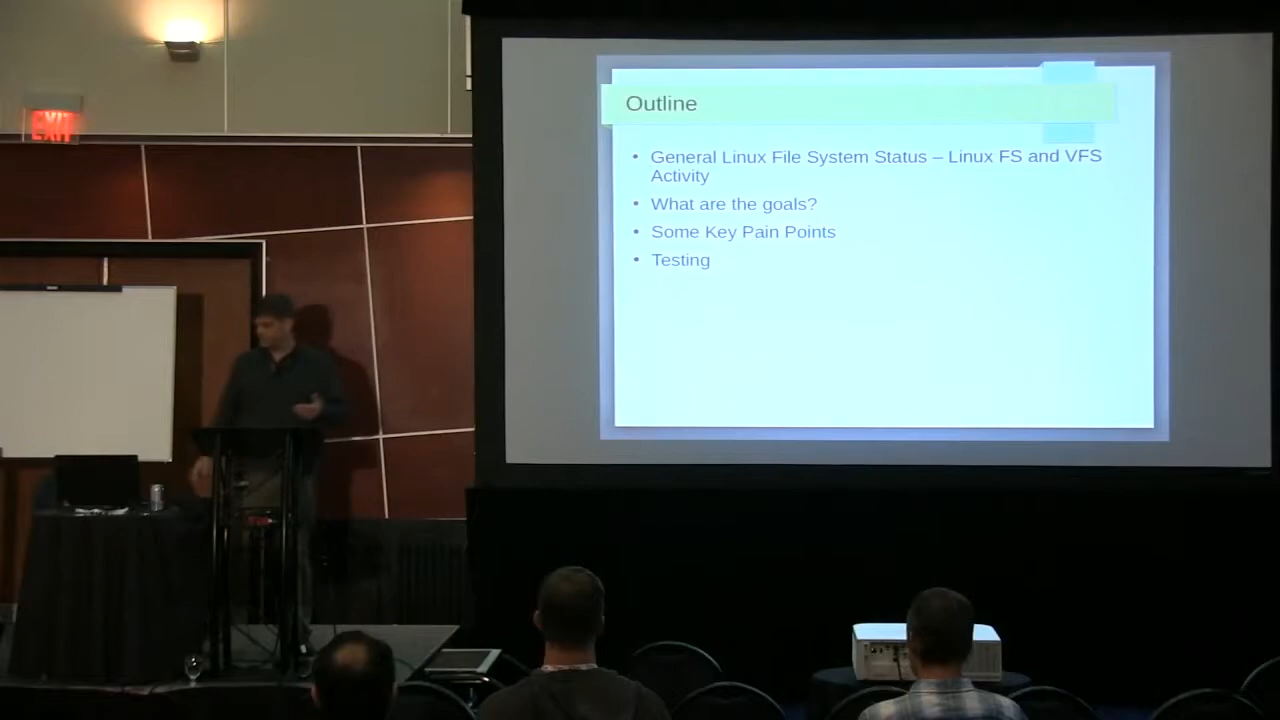 EXIT
Outline
• General Linux File System Status – Linux FS and VFS
Activity
• What are the goals?
• Some Key Pain Points
• Testing